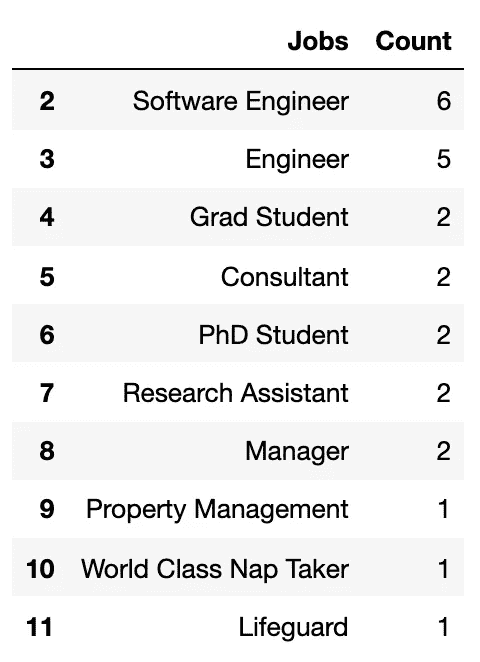 Jobs Count
2 Software Engineer 6
3 Engineer 5
4 Grad Student 2
5 Consultant 2
6 PhD Student 2
7 Research Assistant 2
8 Manager 2
9 Property Management 1
10 World Class Nap Taker 1
11 Lifeguard 1